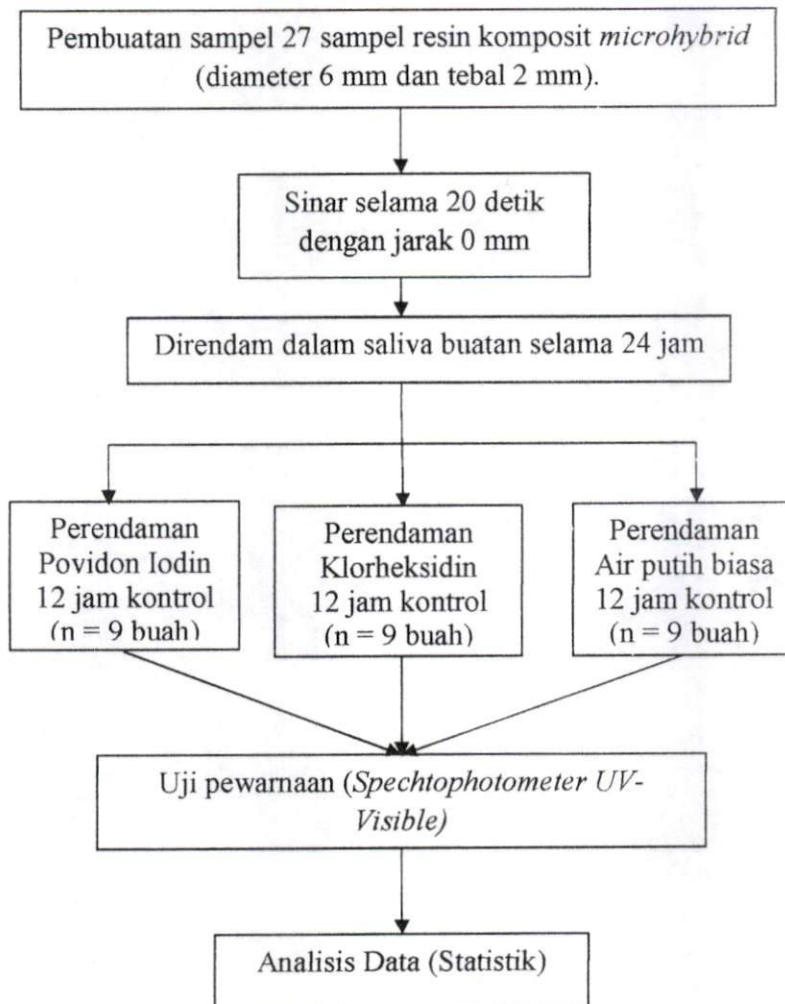 Pembuatan sampel 27 sampel resin komposit microhybrid
(diameter 6 mm dan tebal 2 mm).
Sinar selama 20 detik
dengan jarak 0 mm
Direndam dalam saliva buatan selama 24 jam
Perendaman
Povidon Iodin
12 jam kontrol
(n = 9 buah)
Perendaman
Klorheksidin
12 jam kontrol
(n = 9 buah)
Perendaman
Air putih biasa
12 jam kontrol
(n = 9 buah)
Uji pewarnaan (Spechtophotometer UV-
Visible)
Analisis Data (Statistik)